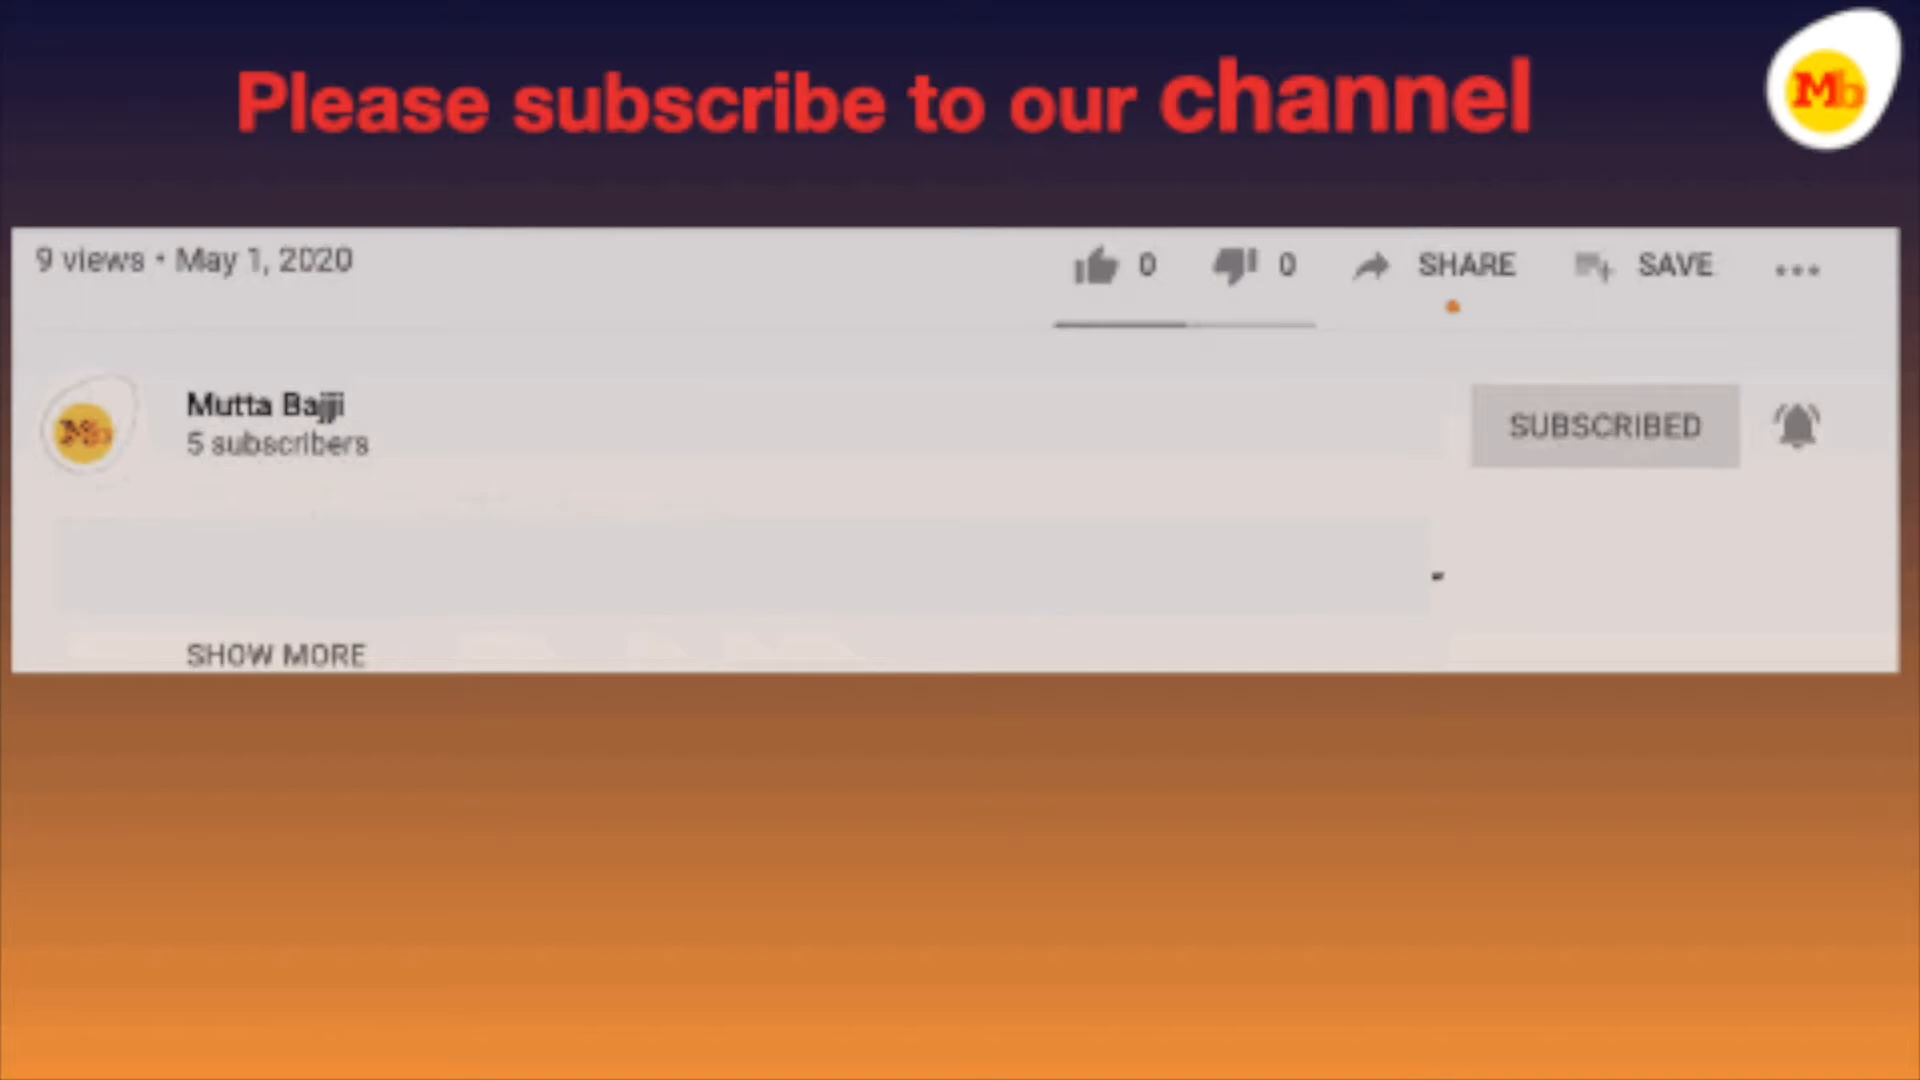 Please subscribe to our channel
Mb
9 views • May 1, 2020
0
0
SHARE
SAVE
Mb
Mutta Bajji
5 subscribers
SUBSCRIBED
SHOW MORE